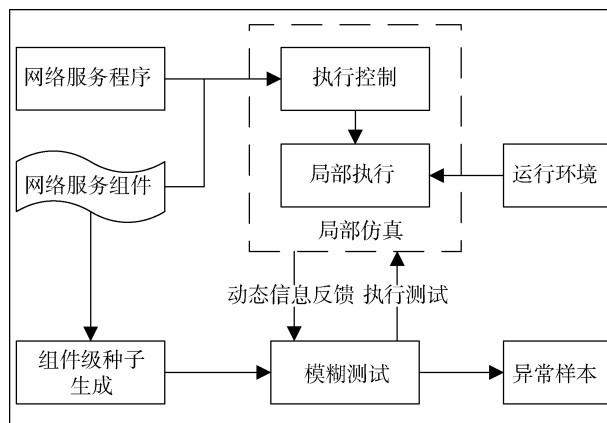 网络服务程序
执行控制
网络服务组件
局部执行
运行环境
局部仿真
动态信息反馈
执行测试
组件级种子
生成
模糊测试
异常样本